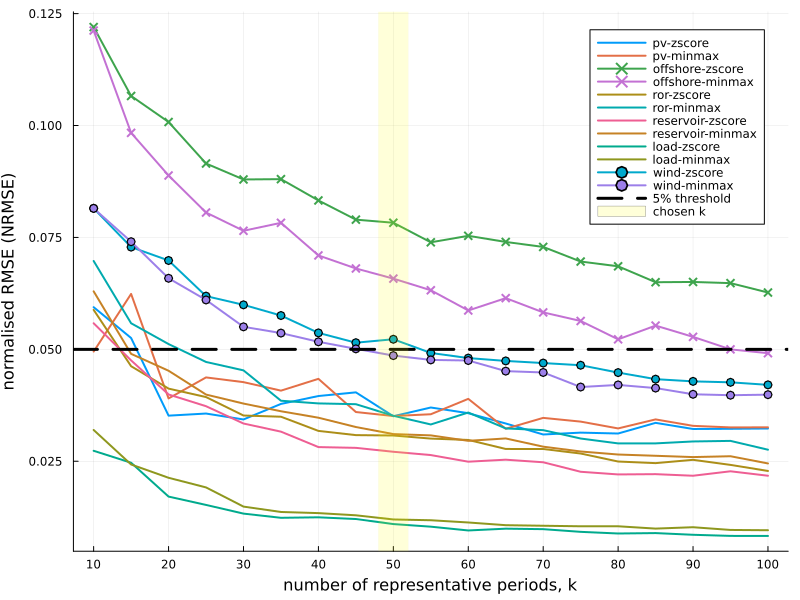 0.125
0.100
0.075
0.050
0.025
normalised RMSE (NRMSE)
pv-zscore
pv-minmax
offshore-zscore
offshore-minmax
ror-zscore
ror-minmax
reservoir-zscore
reservoir-minmax
load-zscore
load-minmax
wind-zscore
wind-minmax
5% threshold
chosen k
10 20 30 40 50 60 70 80 90 100
number of representative periods, k